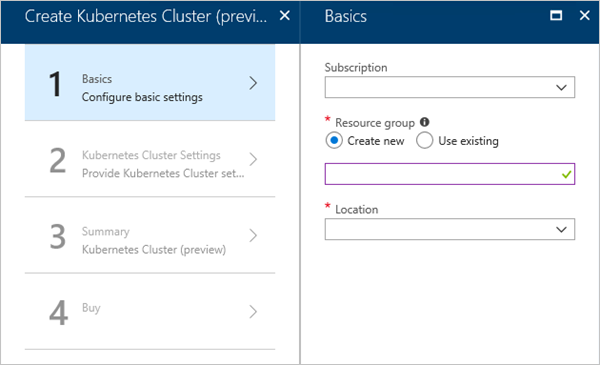 Create Kubernetes Cluster (previ...
1
Basics
Configure basic settings
2
Kubernetes Cluster Settings
Provide Kubernetes Cluster set...
3
Summary
Kubernetes Cluster (preview)
4
Buy
Basics
Subscription
* Resource group
Create new Use existing
* Location